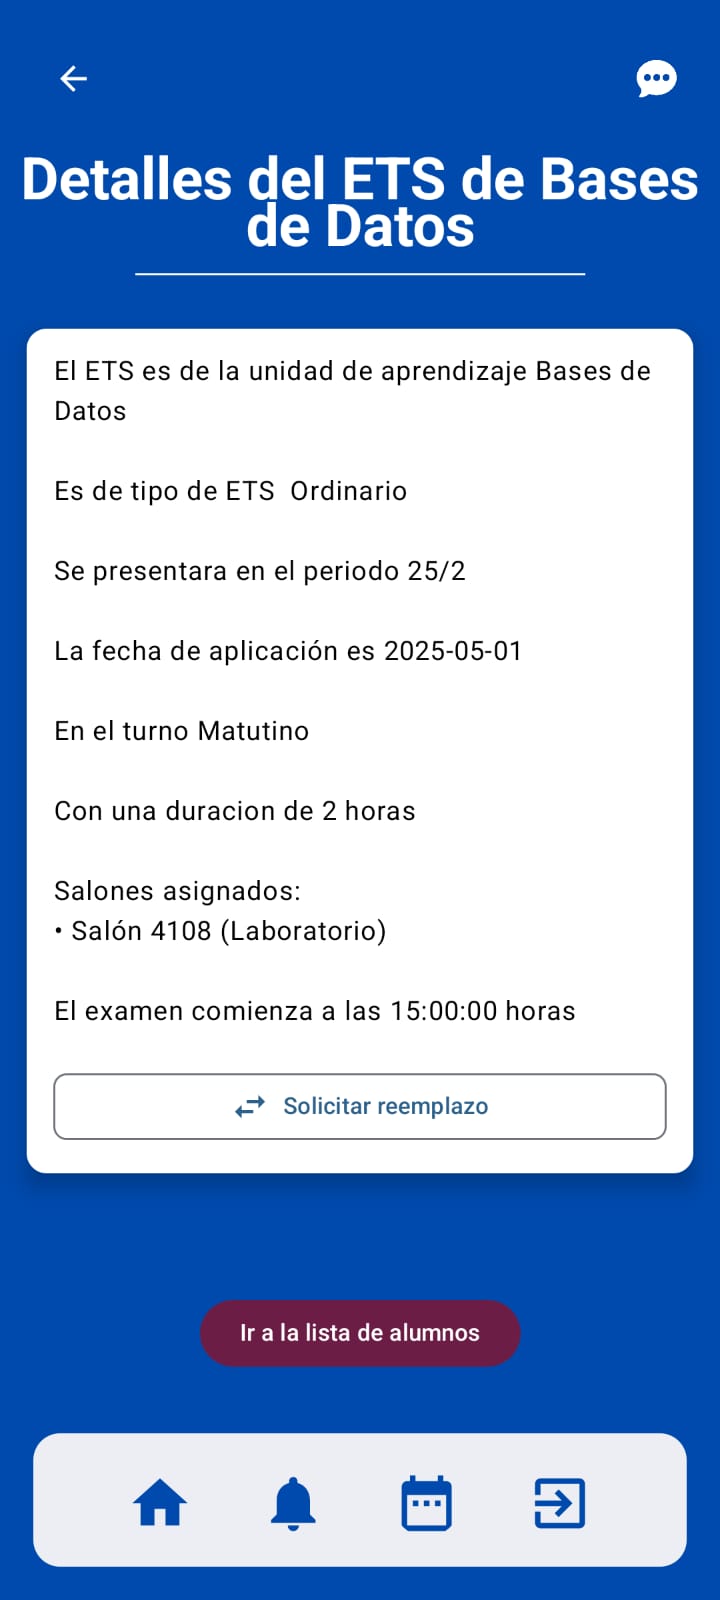 Detalles del ETS de Bases
de Datos
El ETS es de la unidad de aprendizaje Bases de
Datos
Es de tipo de ETS  Ordinario
Se presentara en el periodo 25/2
La fecha de aplicación es 2025-05-01
En el turno Matutino
Con una duracion de 2 horas
Salones asignados:
• Salón 4108 (Laboratorio)
El examen comienza a las 15:00:00 horas
Solicitar reemplazo
Ir a la lista de alumnos